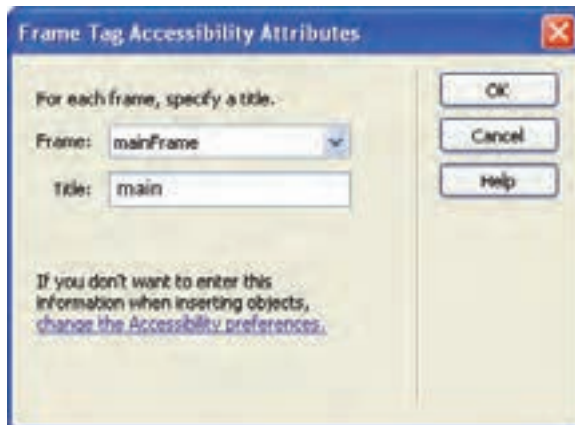 Frame Tag Accessibility Attributes
For each frame, specify a title.
Frame: mainFrame
Title: main
OK
Cancel
Help
If you don't want to enter this
information when inserting objects,
change the Accessibility preferences.